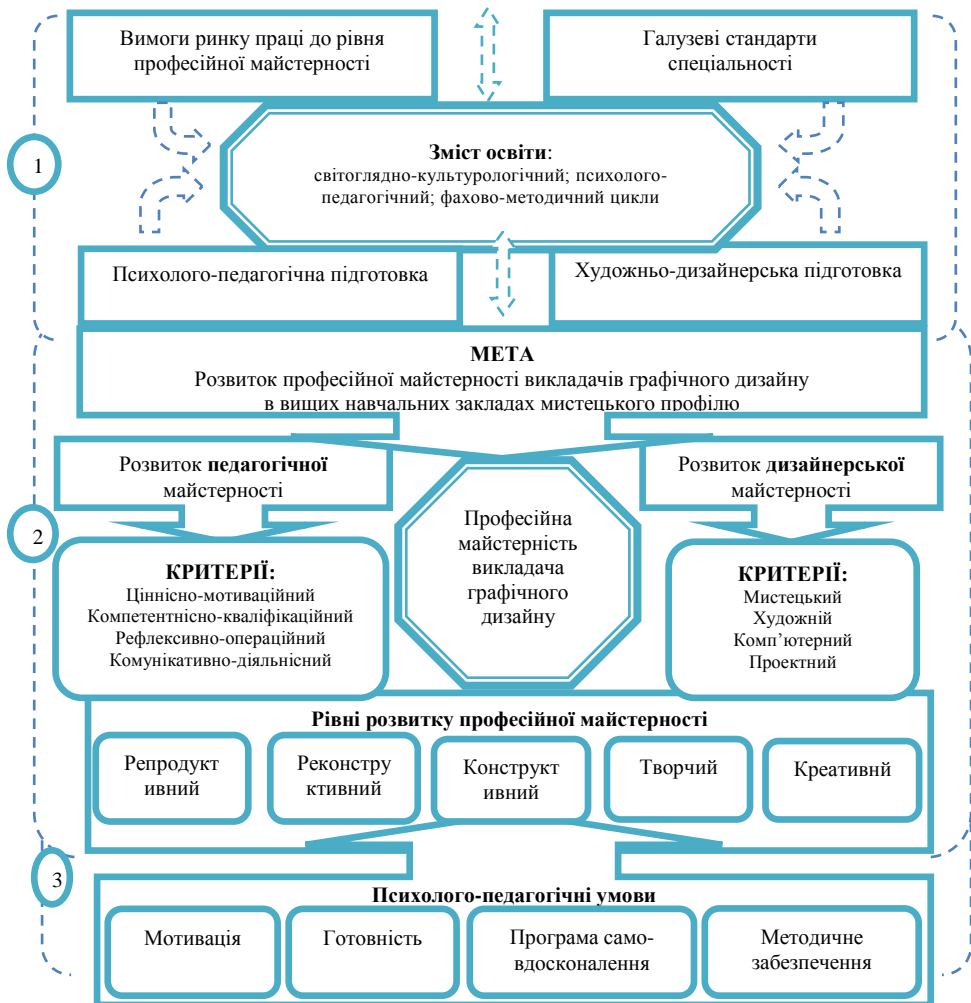 Вимоги ринку праці до рівня
професійної майстерності
Галузеві стандарти
спеціальності
1
Зміст освіти:
світоглядно-культурологічний; психолого-
педагогічний; фахово-методичний цикли
Психолого-педагогічна підготовка
Художньо-дизайнерська підготовка
МЕТА
Розвиток професійної майстерності викладачів графічного дизайну
в вищих навчальних закладах мистецького профілю
Розвиток педагогічної
майстерності
Розвиток дизайнерської
майстерності
2
Професійна
майстерність
викладача
графічного
дизайну
КРИТЕРІЇ:
Ціннісно-мотиваційний
Компетентнісно-кваліфікаційний
Рефлексивно-операційний
Комунікативно-діяльнісний
КРИТЕРІЇ:
Мистецький
Художній
Комп’ютерний
Проектний
Рівні розвитку професійної майстерності
Репродукт
ивний
Реконстру
ктивний
Конструкт
ивний
Творчий
Креативнй
3
Психолого-педагогічні умови
Мотивація
Готовність
Програма само-
вдосконалення
Методичне
забезпечення